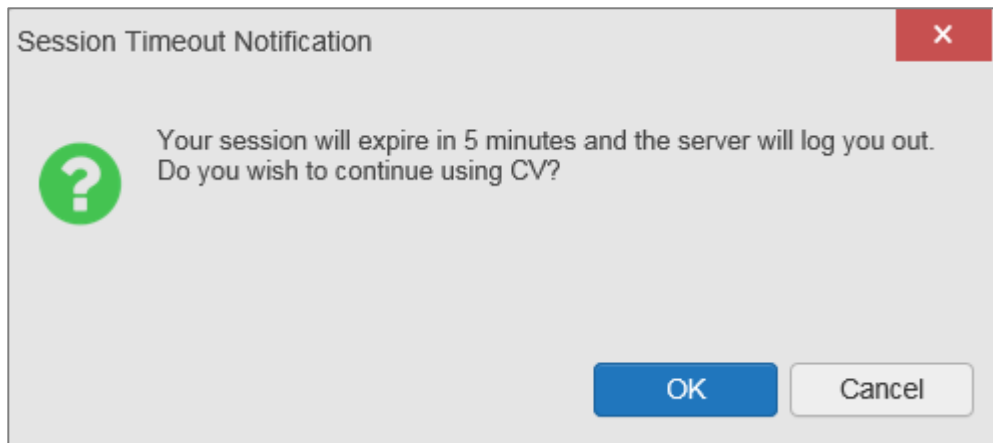 Session Timeout Notification
Your session will expire in 5 minutes and the server will log you out.
Do you wish to continue using CV?
OK
Cancel